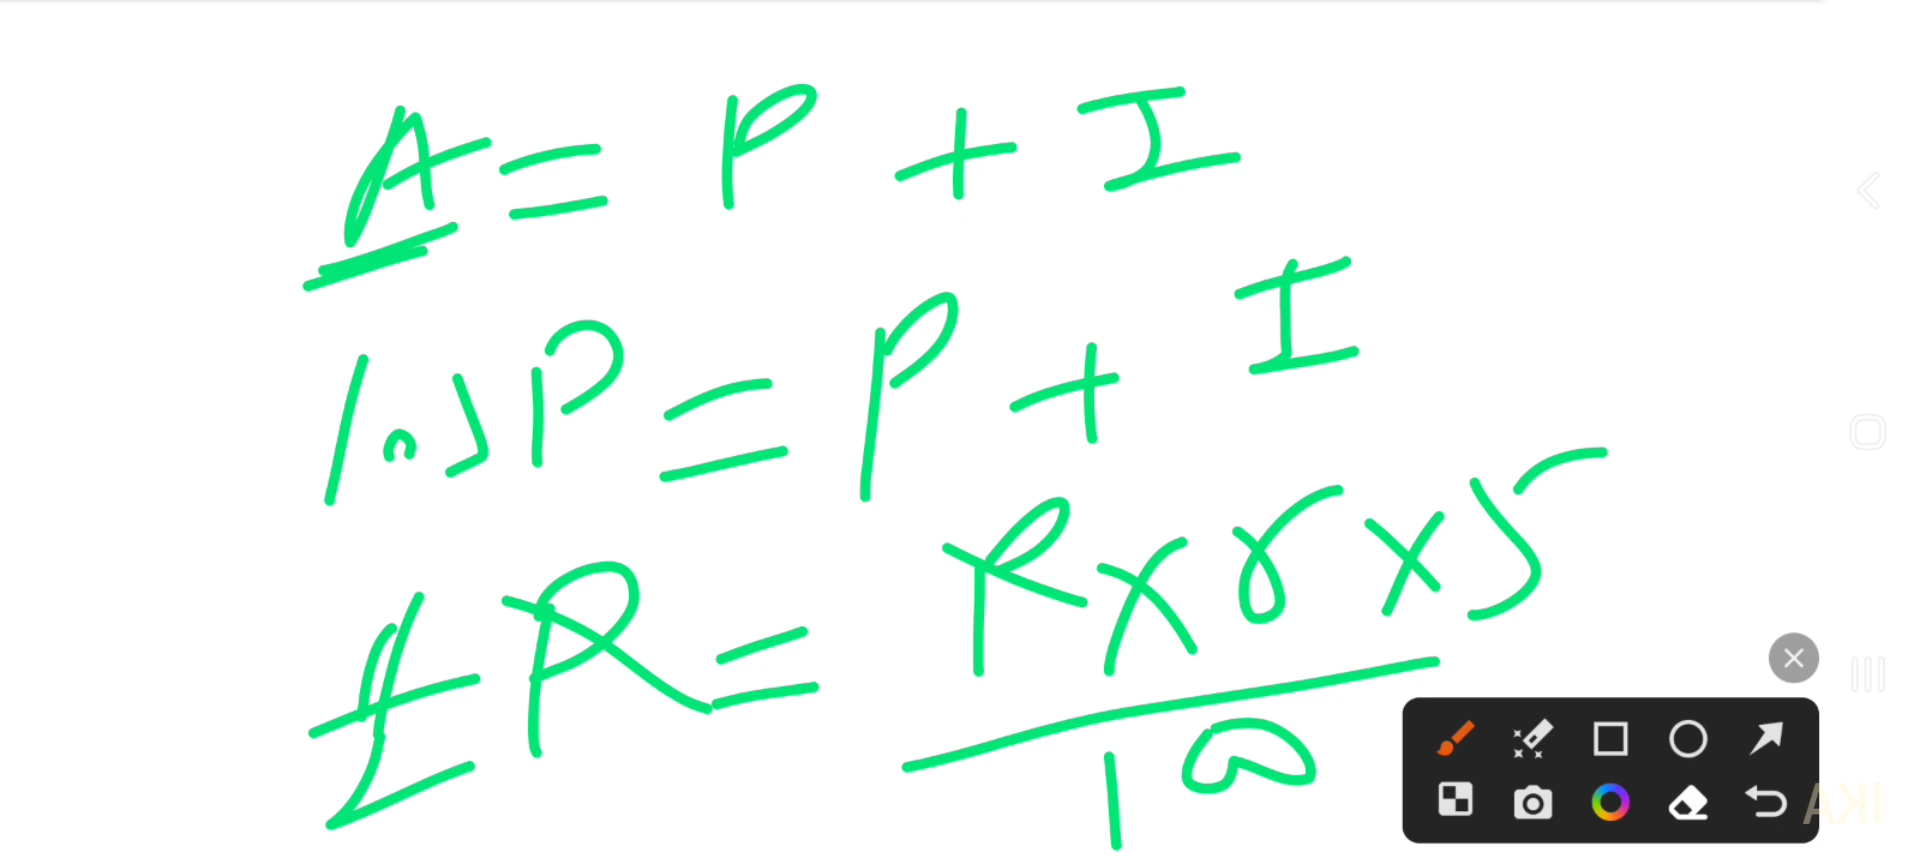 A = P + I
P = P + I
P = P × r × 5
100